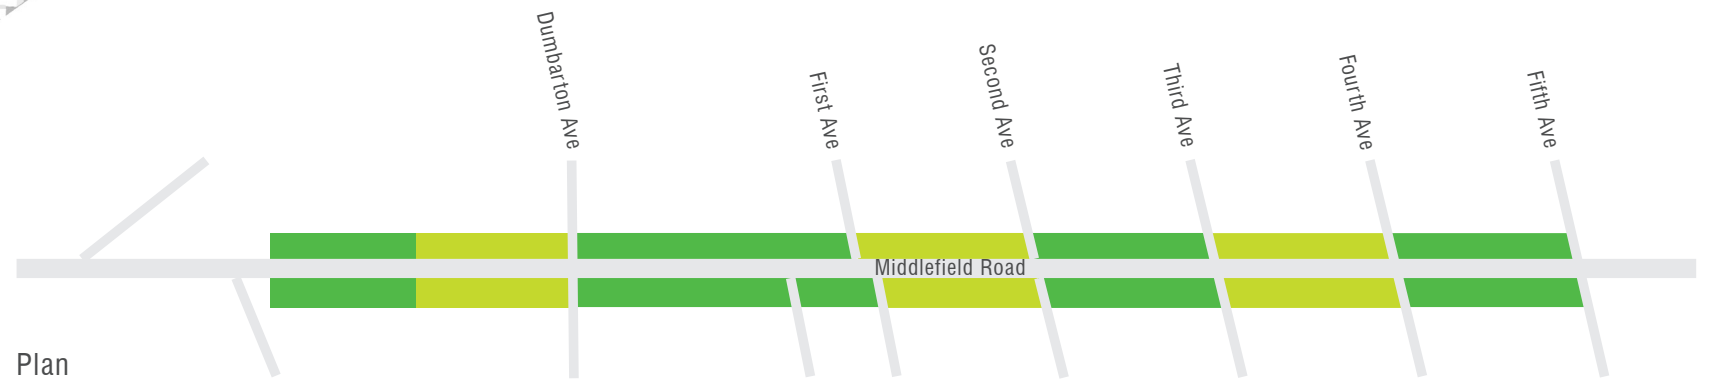 Dumbarton Ave
First Ave
Second Ave
Third Ave
Fourth Ave
Fifth Ave
Middlefield Road
Plan